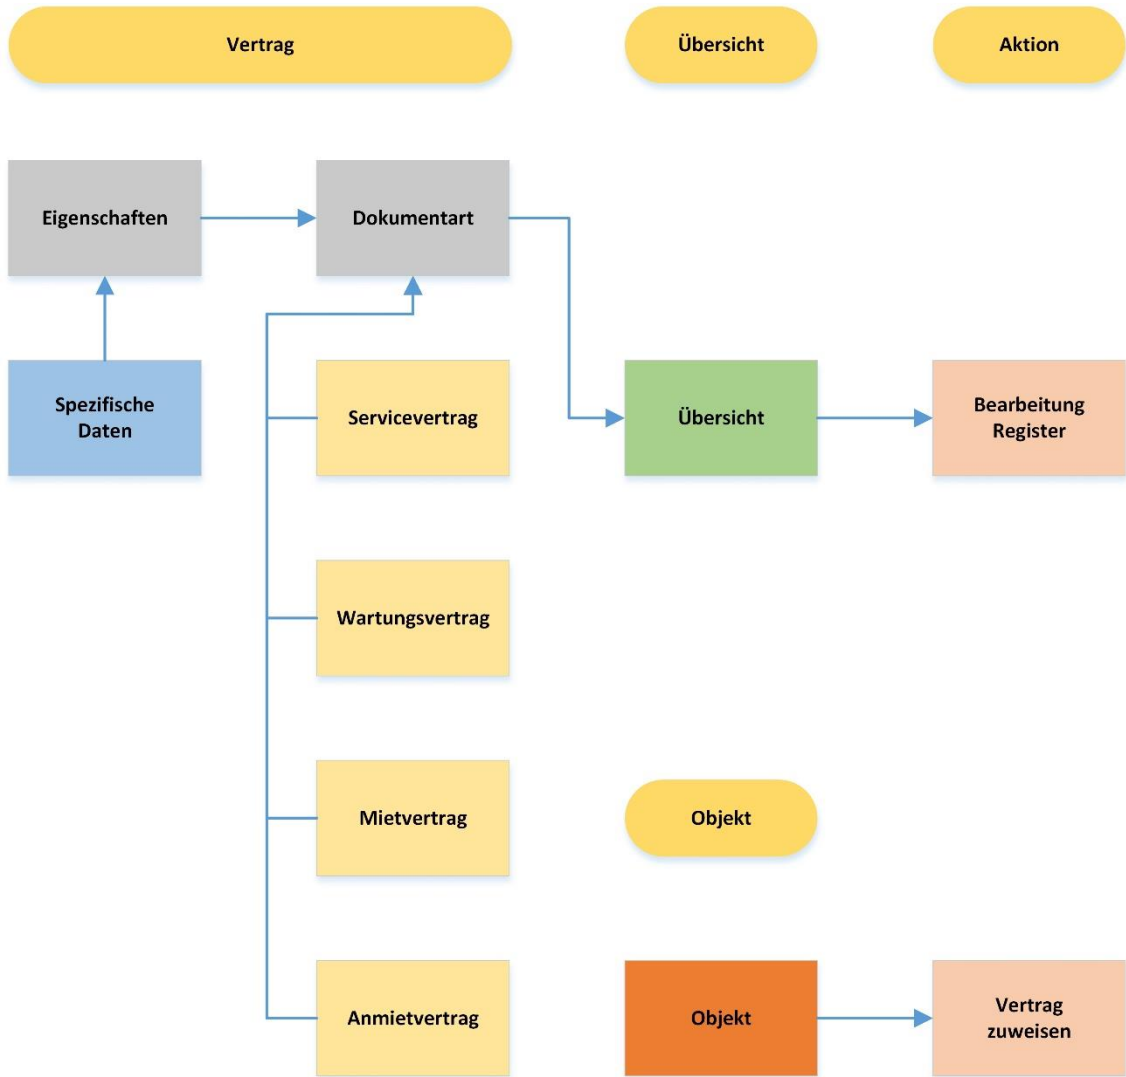 Vertrag
Übersicht
Aktion
Eigenschaften
Dokumentart
Spezifische
Daten
Servicevertrag
Übersicht
Bearbeitung
Register
Wartungsvertrag
Mietvertrag
Objekt
Anmietvertrag
Objekt
Vertrag
zuweisen